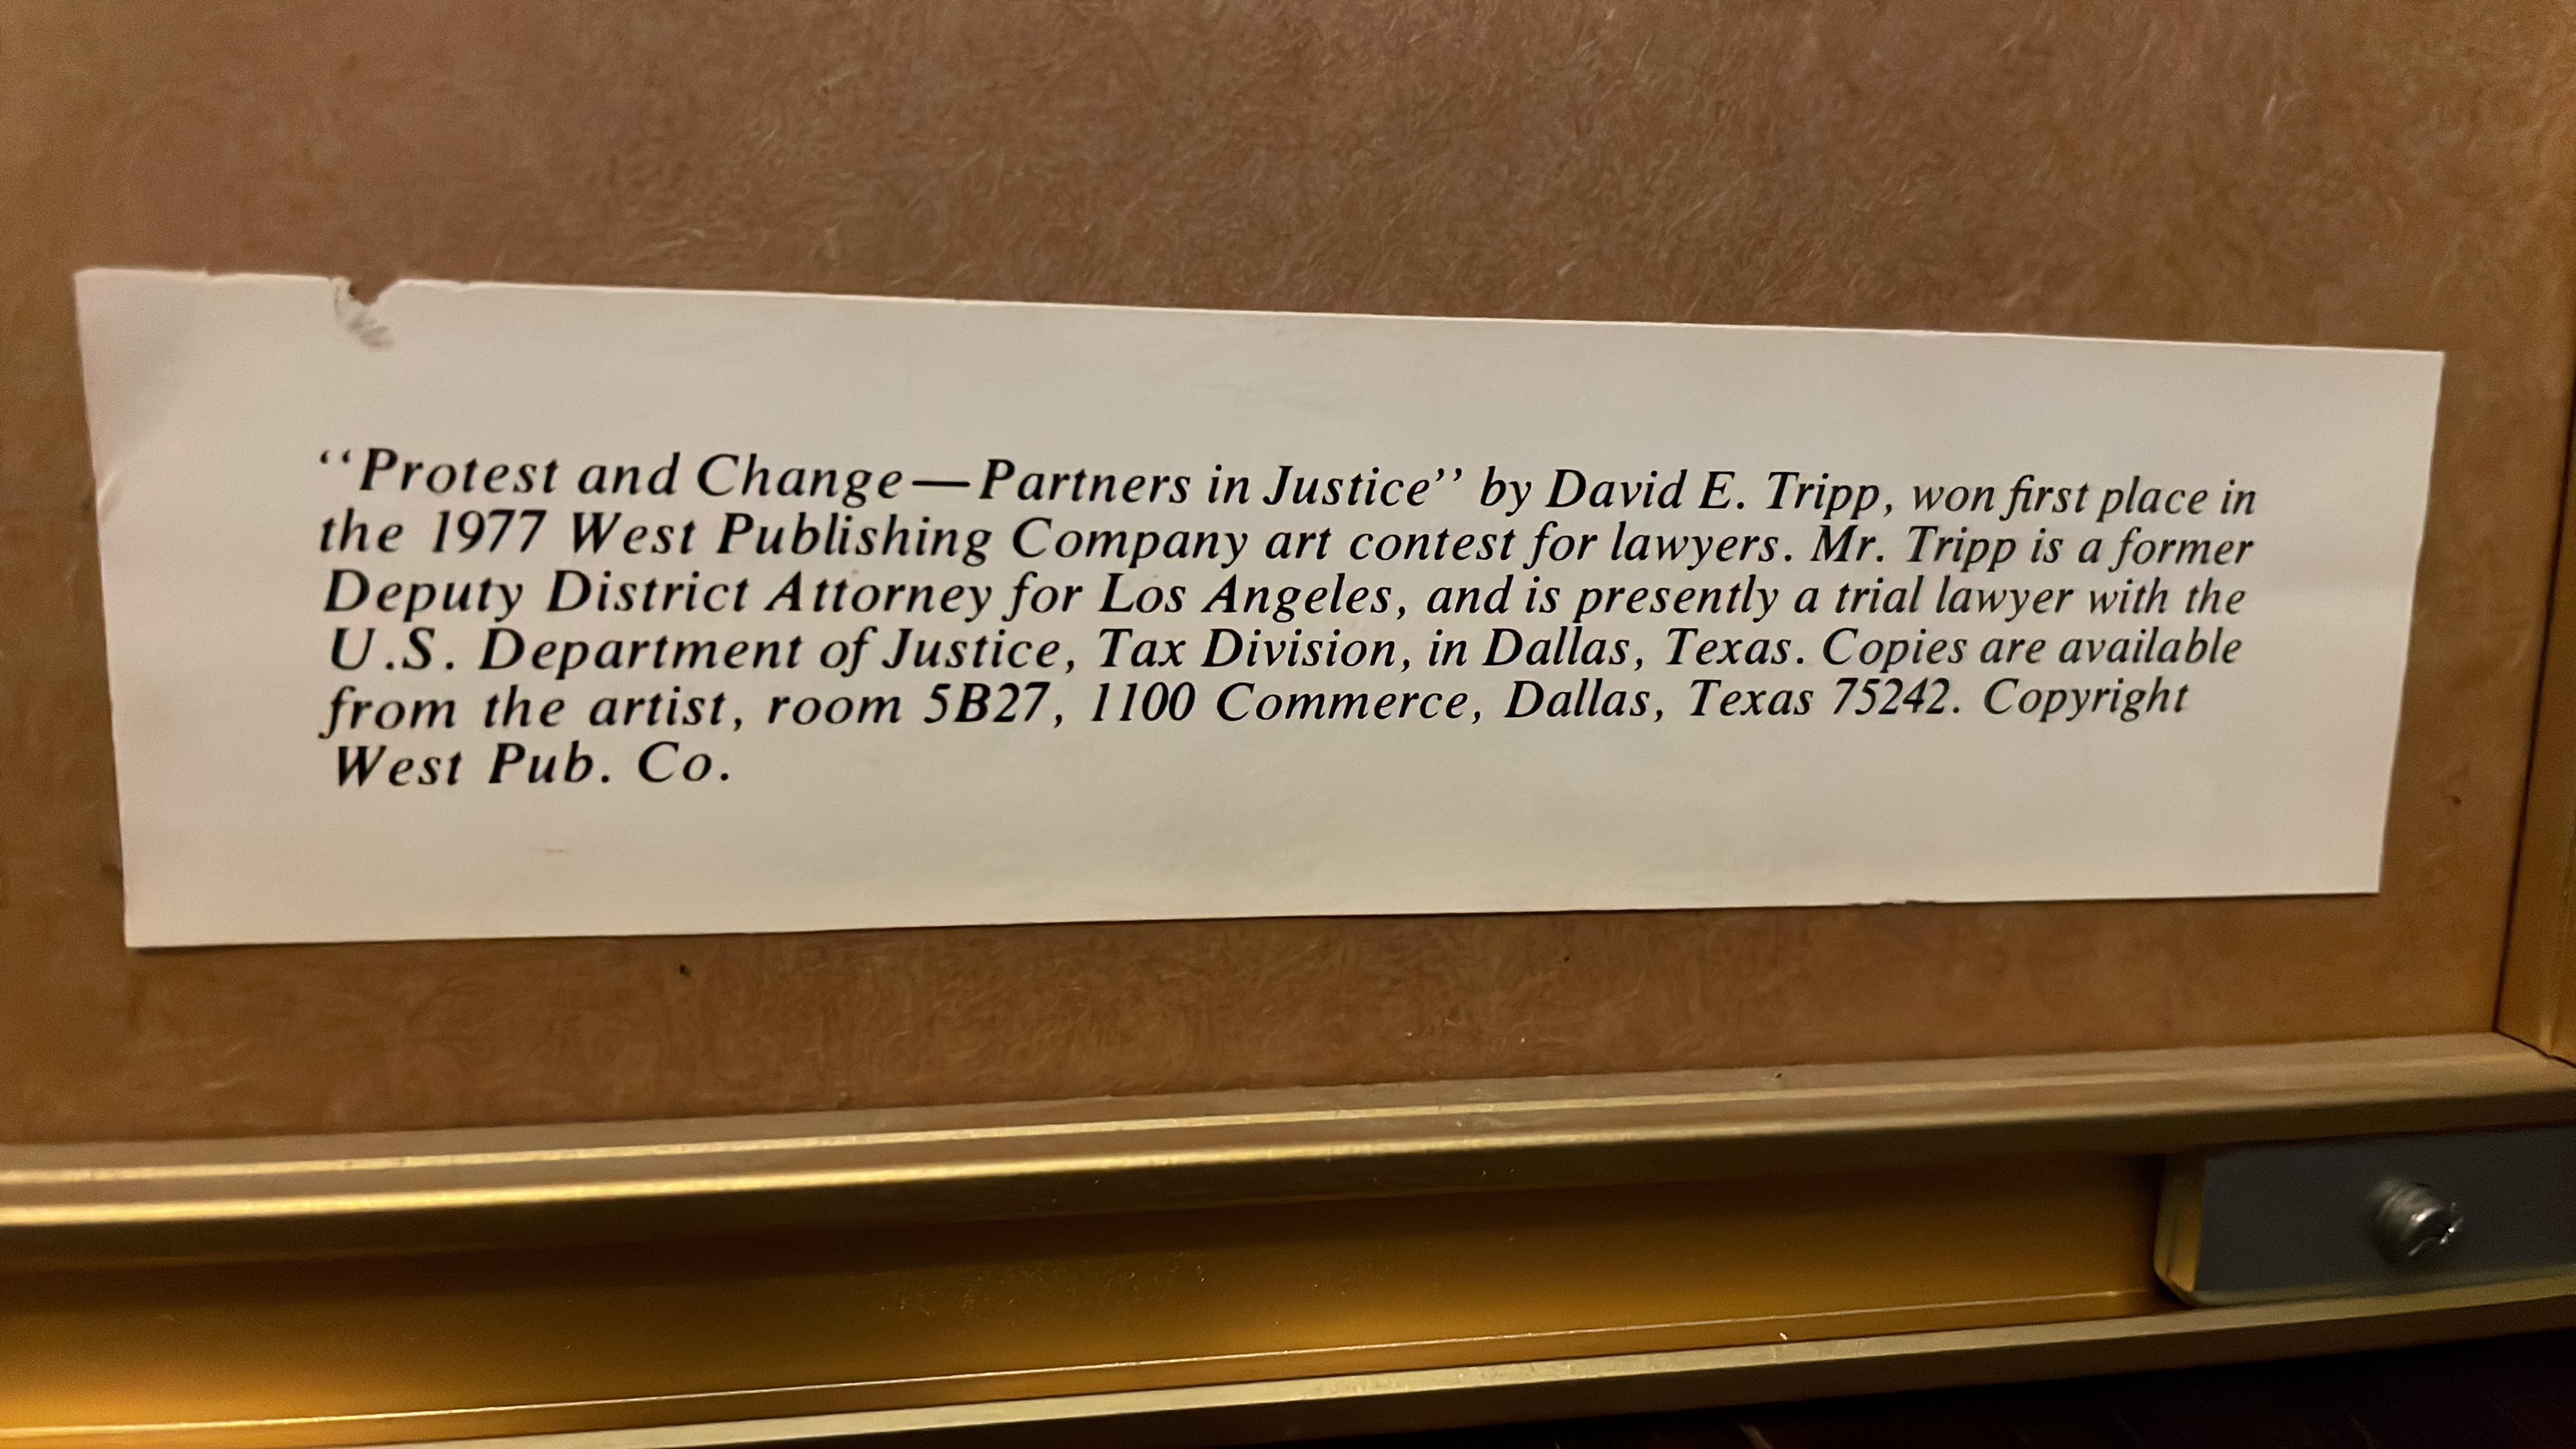 ‘‘Protest and Change—Partners in Justice’’ by David E. Tripp, won first place in
the 1977 West Publishing Company art contest for lawyers. Mr. Tripp is a former
Deputy District Attorney for Los Angeles, and is presently a trial lawyer with the
U.S. Department of Justice, Tax Division, in Dallas, Texas. Copies are available
from the artist, room 5B27, 1100 Commerce, Dallas, Texas 75242. Copyright
West Pub. Co.